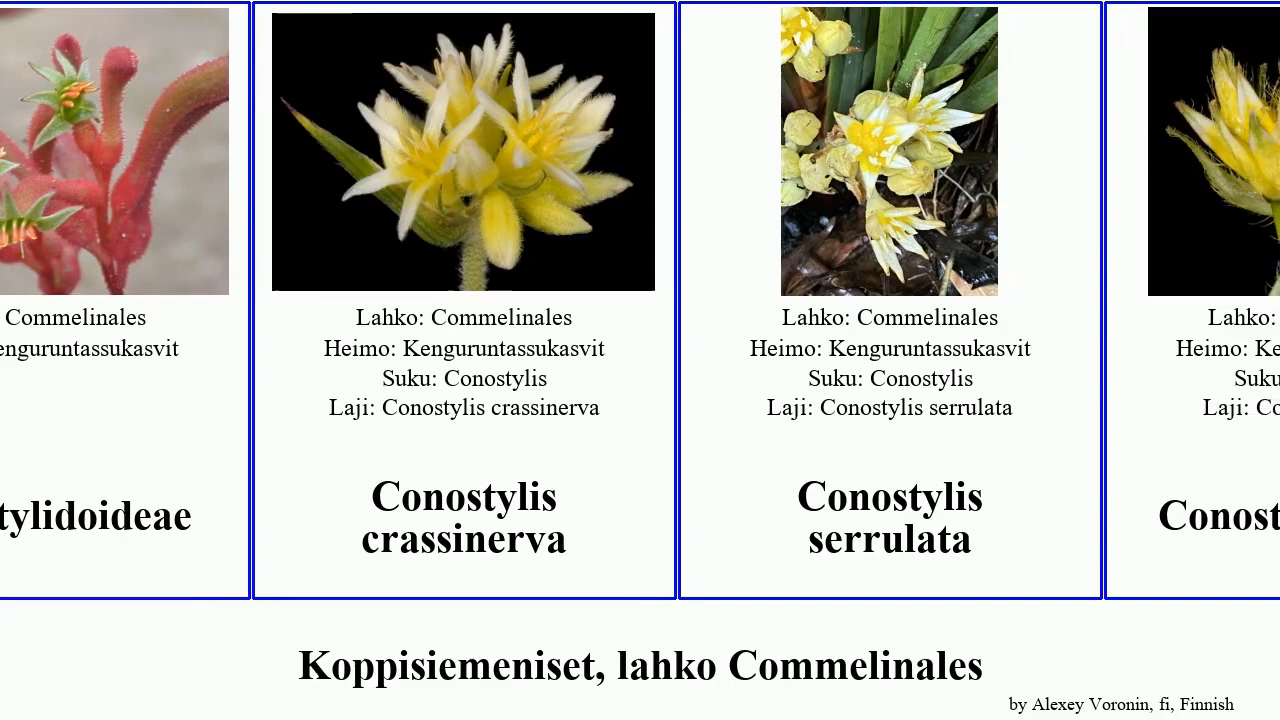 Commelinales
enguruntassukasvit
tylidoideae
Lahko: Commelinales
Heimo: Kenguruntassukasvit
Suku: Conostylis
Laji: Conostylis crassinerva
Conostylis
crassinerva
Lahko: Commelinales
Heimo: Kenguruntassukasvit
Suku: Conostylis
Laji: Conostylis serrulata
Conostylis
serrulata
Lahko:
Heimo: Ke
Suku
Laji: Co
Conost
Koppisiemeniset, lahko Commelinales
by Alexey Voronin, fi, Finnish